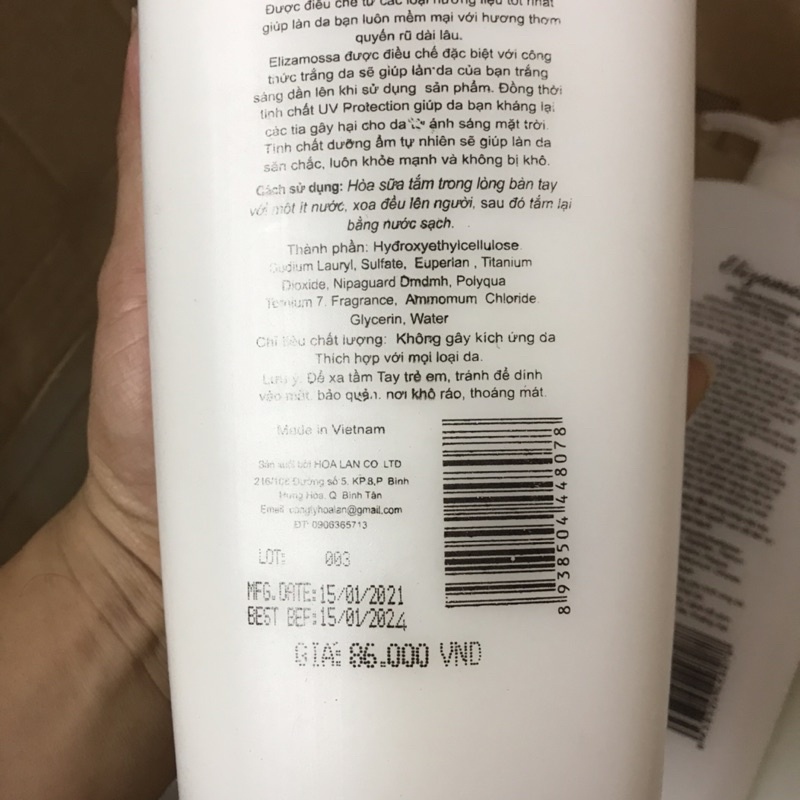 Được điều chế từ các loại hương liệu tốt nhất
giúp làn da bạn luôn mềm mại với hương thơm
quyến rũ dài lâu.
Elizamossa được điều chế đặc biệt với công
thức trắng da sẽ giúp làn da của bạn trắng
sáng dần lên khi sử dụng sản phẩm. Đồng thời
tinh chất UV Protection giúp da bạn kháng lại
các tia gây hại cho da ánh sáng mặt trời.
Tinh chất dưỡng ẩm tự nhiên sẽ giúp làn da
săn chắc, luôn khỏe mạnh và không bị khô.
Cách sử dụng: Hòa sữa tắm trong lòng bàn tay
với một ít nước, xoa đều lên người, sau đó tắm lại
bằng nước sạch.
Thành phần: Hyđroxyethylcellulose
Sodium Lauryl, Sulfate, Euperlan , Titanium
Dioxide, Nipaguard Dmdmh, Polyqua
Ternium 7. Fragrance, Ammomum Chloride
Glycerin, Water
Chỉ tiêu chất lượng: Không gây kích ứng da
Thích hợp với mọi loại da.
Lưu ý: Để xa tầm Tay trẻ em, tránh để dính
vào mắt. bảo quản. nơi khô ráo, thoáng mát.
Made in Vietnam
Sản xuất bởi HOA LAN CO. LTD
Đường số 5. KP 8,P Bình
Hưng Hòa. Q Bình Tân
Email
ĐT: 0906365713
LOT: 003
MFG.DATE:15/01/2021
BEST BEF:15/01/2024
GIA: 86.000 VND
8 938504 448078